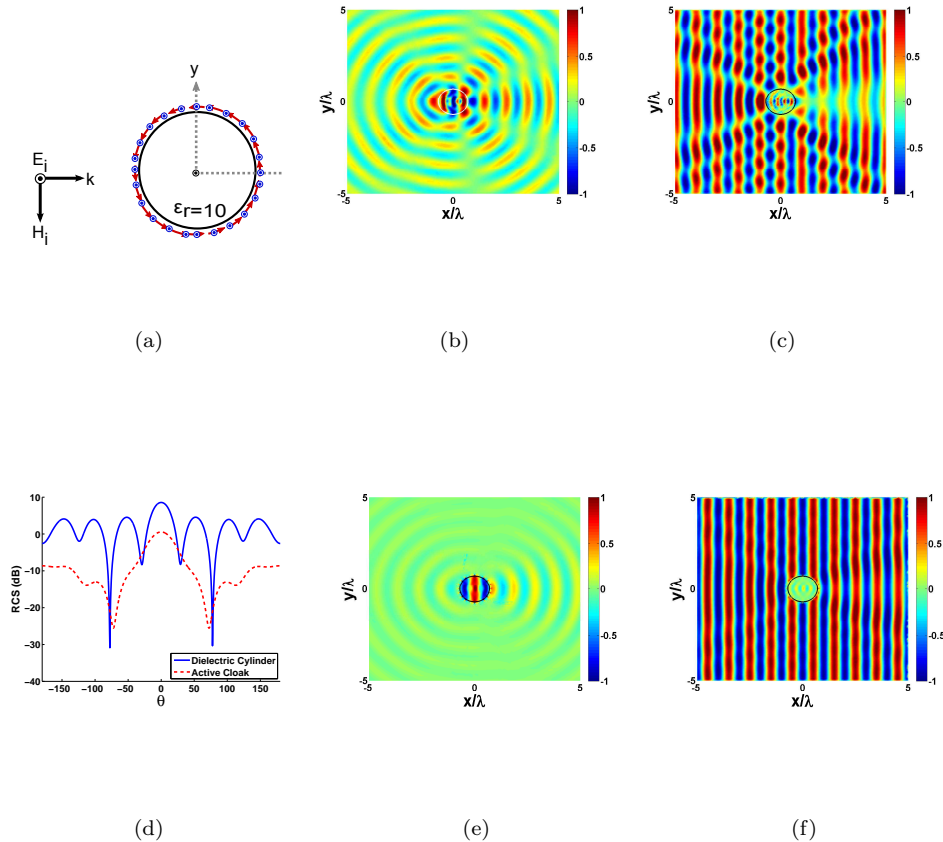 y
E_i
k
H_i
ε_r=10
(a)
5
0
-5
-5
0
5
y/λ
x/λ
1
0.5
0
-0.5
-1
(b)
5
0
-5
-5
0
5
y/λ
x/λ
1
0.5
0
-0.5
-1
(c)
10
0
-10
-20
-30
-40
RCS (dB)
-150 -100 -50 0 50 100 150
θ
Dielectric Cylinder
Active Cloak
(d)
5
0
-5
-5
0
5
y/λ
x/λ
1
0.5
0
-0.5
-1
(e)
5
0
-5
-5
0
5
y/λ
x/λ
1
0.5
0
-0.5
-1
(f)